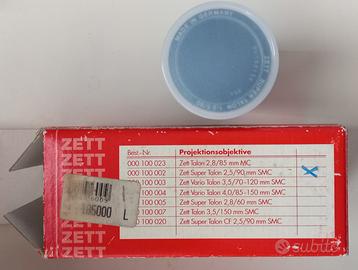 MADE IN GERMANY
ZETT
ZETT
ZETT
ZETT
ZETT
Best.-Nr. Projektionsobjektive
000 100 023 Zett Talon 2,8/85 mm MC
000 100 002 Zett Super Talon 2,5/90 mm SMC
000 100 003 Zett Vario Talon 3,5/70-120 mm SMC
000 100 004 Zett Vario Talon 4,0/85-150 mm SMC
100 005 Zett Super Talon 2,8/60 mm SMC
100 007 Zett Talon 3,5/150 mm SMC
000 100 020 Zett Super Talon CF 2,5/90 mm SMC
185000 L
subito